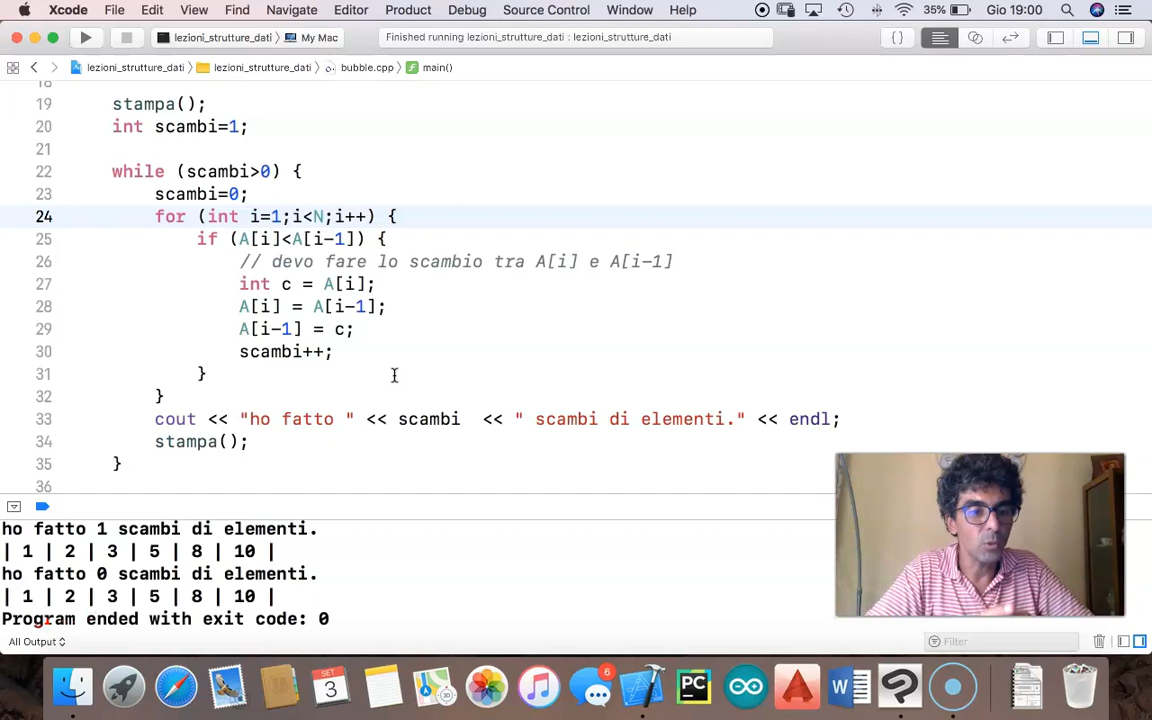 Xcode File Edit View Find Navigate Editor Product Debug Source Control Window Help 35% Gio 19:00
lezioni_strutture_dati My Mac Finished running lezioni_strutture_dati : lezioni_strutture_dati
lezioni_strutture_dati lezioni_strutture_dati bubble.cpp main()
18
19 stampa();
20 int scambi=1;
21
22 while (scambi>0) {
23 scambi=0;
24 for (int i=1;i<N;i++) {
25 if (A[i]<A[i-1]) {
26 // devo fare lo scambio tra A[i] e A[i-1]
27 int c = A[i];
28 A[i] = A[i-1];
29 A[i-1] = c;
30 scambi++;
31 }
32 }
33 cout << "ho fatto " << scambi << " scambi di elementi." << endl;
34 stampa();
35 }
36
ho fatto 1 scambi di elementi.
| 1 | 2 | 3 | 5 | 8 | 10 |
ho fatto 0 scambi di elementi.
| 1 | 2 | 3 | 5 | 8 | 10 |
Program ended with exit code: 0
All Output Filter
SET
3
6
PC
W